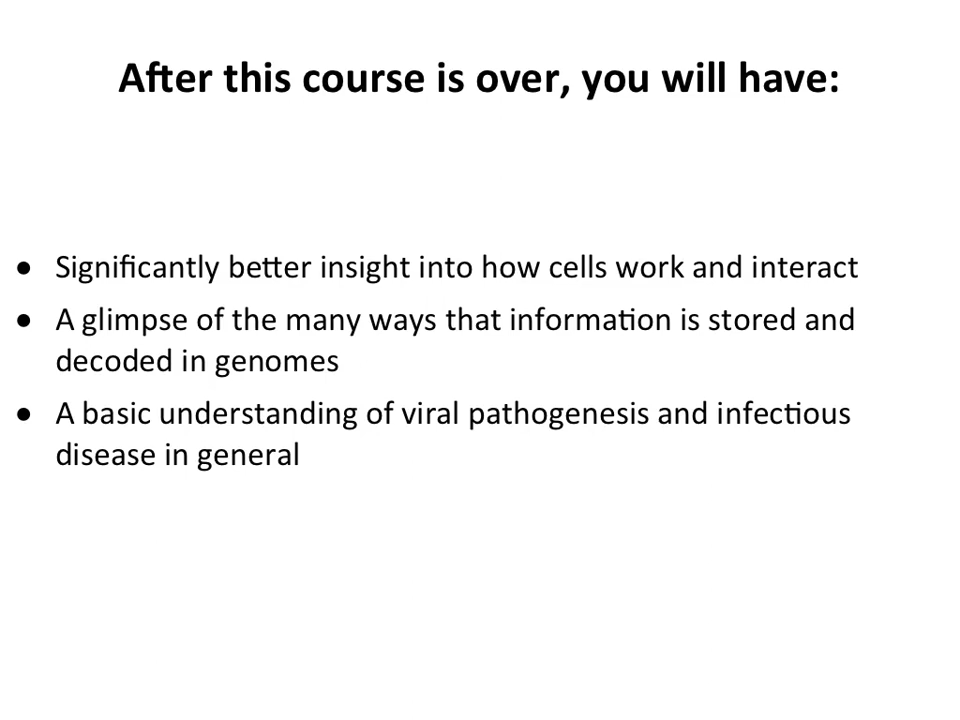 After this course is over, you will have:
● Significantly better insight into how cells work and interact
● A glimpse of the many ways that information is stored and
decoded in genomes
● A basic understanding of viral pathogenesis and infectious
disease in general